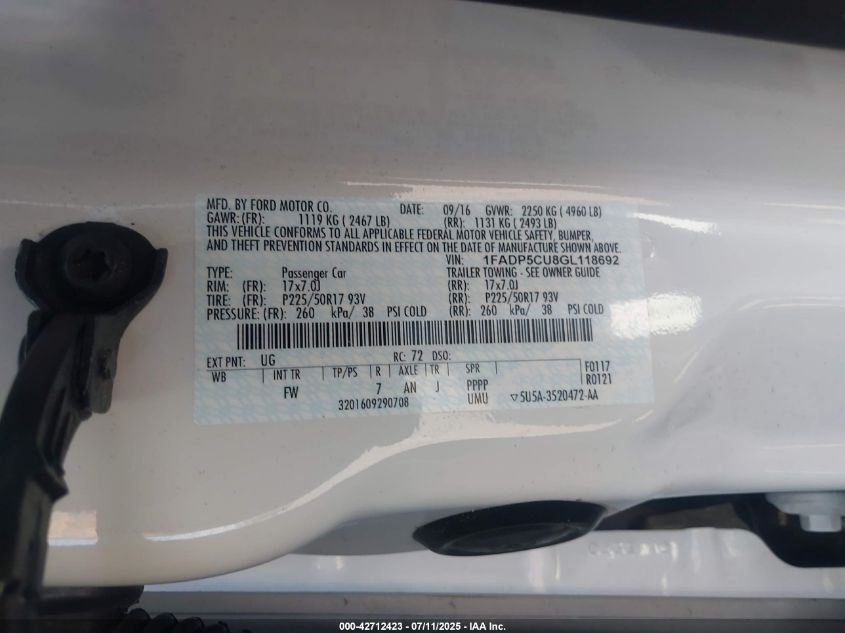 MFD. BY FORD MOTOR CO. DATE: 09/16 GVWR: 2250 KG ( 4960 LB)
GAWR: (FR): 1119 KG ( 2467 LB) (RR): 1131 KG ( 2493 LB)
THIS VEHICLE CONFORMS TO ALL APPLICABLE FEDERAL MOTOR VEHICLE SAFETY, BUMPER,
AND THEFT PREVENTION STANDARDS IN EFFECT ON THE DATE OF MANUFACTURE SHOWN ABOVE.
VIN: 1FADP5CU8GL118692
TYPE: Passenger Car TRAILER TOWING - SEE OWNER GUIDE
RIM: (FR): 17x7.0J (RR): 17x7.0J
TIRE: (FR): P225/50R17 93V (RR): P225/50R17 93V
PRESSURE: (FR): 260 kPa/ 38 PSI COLD (RR): 260 kPa/ 38 PSI COLD
EXT PNT: UG RC: 72 DSO:
WB INT TR TP/PS R AXLE TR SPR F0117
FW 7 AN J PPPP R0121
3201609290708 UMU 5U5A-3520472-AA
000-42712423 - 07/11/2025 - IAA Inc.